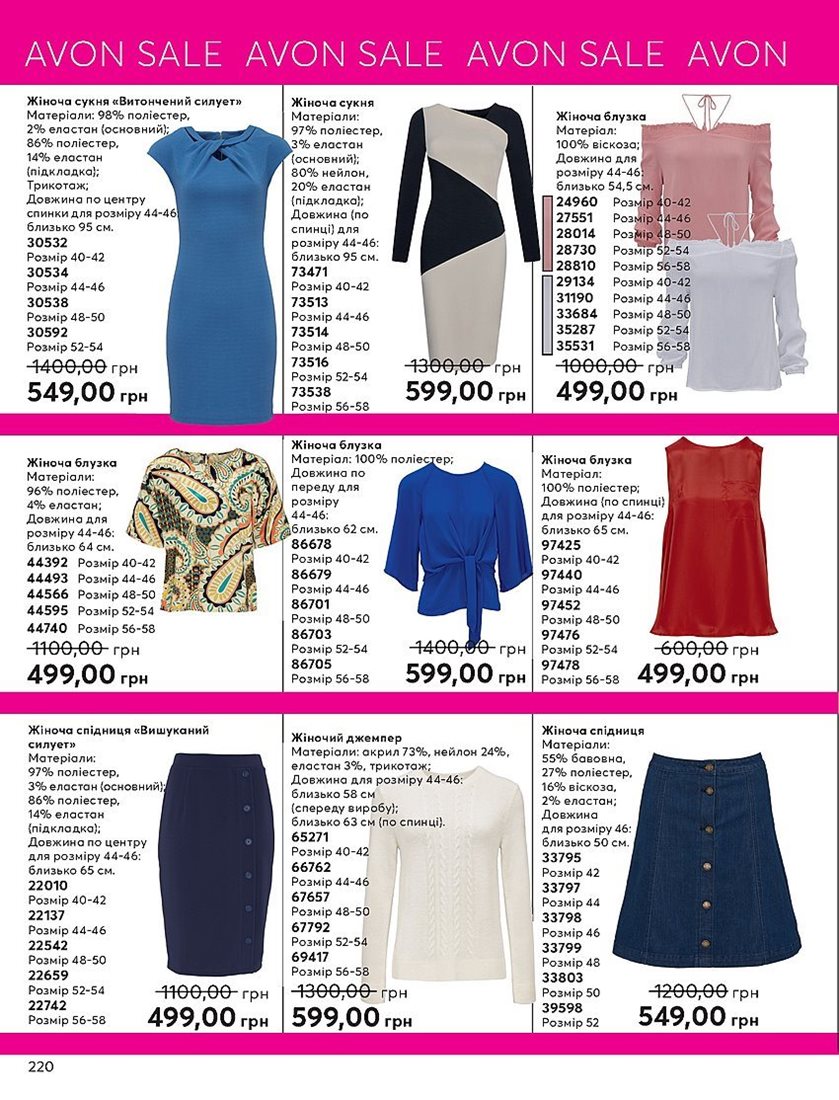 AVON SALE AVON SALE AVON SALE AVON
Жіноча сукня «Витончений силует»
Матеріали: 98% поліестер,
2% еластан (основний);
86% поліестер,
14% еластан
(підкладка);
Трикотаж;
Довжина по центру
спинки для розміру 44-46:
близько 95 см.
30532
Розмір 40-42
30534
Розмір 44-46
30538
Розмір 48-50
30592
Розмір 52-54
1400,00 грн
549,00 грн
Жіноча сукня
Матеріали:
97% поліестер,
3% еластан
(основний);
80% нейлон,
20% еластан
(підкладка);
Довжина (по
спинці) для
розміру 44-46:
близько 95 см.
73471
Розмір 40-42
73513
Розмір 44-46
73514
Розмір 48-50
73516
Розмір 52-54
73538
Розмір 56-58
1300,00 грн
599,00 грн
Жіноча блузка
Матеріал:
100% віскоза;
Довжина для
розміру 44-46:
близько 54,5 см.
24960 Розмір 40-42
27551 Розмір 44-46
28014 Розмір 48-50
28730 Розмір 52-54
28810 Розмір 56-58
29134 Розмір 40-42
31190 Розмір 44-46
33684 Розмір 48-50
35287 Розмір 52-54
35531 Розмір 56-58
1000,00 грн
499,00 грн
Жіноча блузка
Матеріали:
96% поліестер,
4% еластан;
Довжина для
розміру 44-46:
близько 64 см.
44392 Розмір 40-42
44493 Розмір 44-46
44566 Розмір 48-50
44595 Розмір 52-54
44740 Розмір 56-58
1100,00 грн
499,00 грн
Жіноча блузка
Матеріал: 100% поліестер;
Довжина по
переду для
розміру
44-46:
близько 62 см.
86678
Розмір 40-42
86679
Розмір 44-46
86701
Розмір 48-50
86703
Розмір 52-54
86705
Розмір 56-58
1400,00 грн
599,00 грн
Жіноча блузка
Матеріал:
100% поліестер;
Довжина (по спинці)
для розміру 44-46:
близько 65 см.
97425
Розмір 40-42
97440
Розмір 44-46
97452
Розмір 48-50
97476
Розмір 52-54
97478
Розмір 56-58
600,00 грн
499,00 грн
Жіноча спідниця «Вишуканий
силует»
Матеріали:
97% поліестер,
3% еластан (основний);
86% поліестер,
14% еластан
(підкладка);
Довжина по центру
для розміру 44-46:
близько 65 см.
22010
Розмір 40-42
22137
Розмір 44-46
22542
Розмір 48-50
22659
Розмір 52-54
22742
Розмір 56-58
1100,00 грн
499,00 грн
Жіночий джемпер
Матеріали: акрил 73%, нейлон 24%,
еластан 3%, трикотаж;
Довжина для розміру 44-46:
близько 58 см
(спереду виробу);
близько 63 см (по спинці).
65271
Розмір 40-42
66762
Розмір 44-46
67657
Розмір 48-50
67792
Розмір 52-54
69417
Розмір 56-58
1300,00 грн
599,00 грн
Жіноча спідниця
Матеріали:
55% бавовна,
27% поліестер,
16% віскоза,
2% еластан;
Довжина
для розміру 46:
близько 50 см.
33795
Розмір 42
33797
Розмір 44
33798
Розмір 46
33799
Розмір 48
33803
Розмір 50
39598
Розмір 52
1200,00 грн
549,00 грн
220